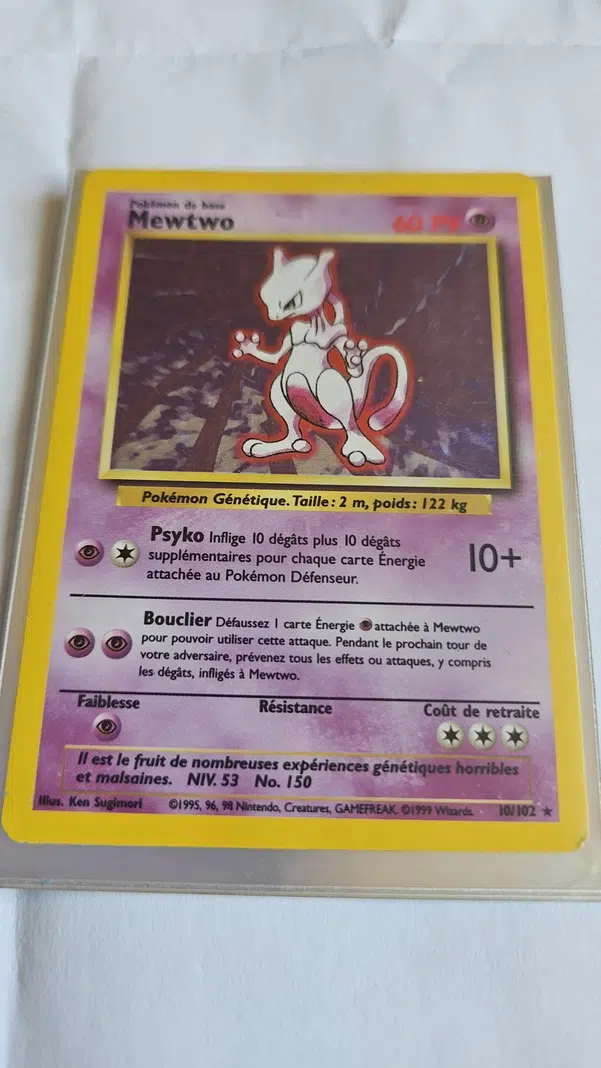 Pokémon de base
Mewtwo 60 PV
Pokémon Génétique. Taille : 2 m, poids : 122 kg
Psyko Inflige 10 dégâts plus 10 dégâts
supplémentaires pour chaque carte Énergie
attachée au Pokémon Défenseur.
10+
Bouclier Défaussez 1 carte Énergie attachée à Mewtwo
pour pouvoir utiliser cette attaque. Pendant le prochain tour de
votre adversaire, prévenez tous les effets ou attaques, y compris
les dégâts, infligés à Mewtwo.
Faiblesse Résistance Coût de retraite
Il est le fruit de nombreuses expériences génétiques horribles
et malsaines. NIV. 53 No. 150
Illus. Ken Sugimori ©1995, 96, 98 Nintendo, Creatures, GAMEFREAK. ©1999 Wizards. 10/102 ★